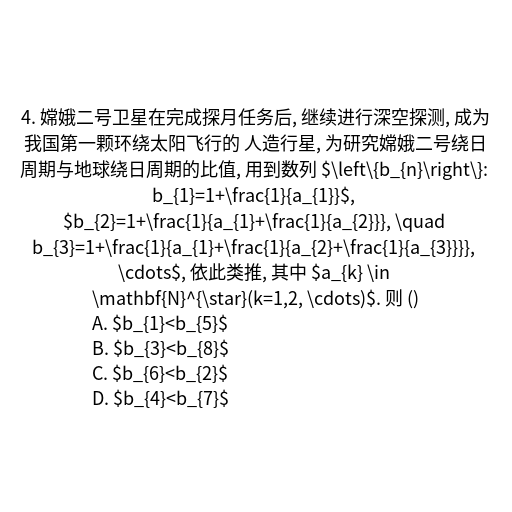 4. 嫦娥二号卫星在完成探月任务后, 继续进行深空探测, 成为
我国第一颗环绕太阳飞行的 人造行星, 为研究嫦娥二号绕日
周期与地球绕日周期的比值, 用到数列 $\left\{b_{n}\right\}:
b_{1}=1+\frac{1}{a_{1}}$,
$b_{2}=1+\frac{1}{a_{1}+\frac{1}{a_{2}}}, \quad
b_{3}=1+\frac{1}{a_{1}+\frac{1}{a_{2}+\frac{1}{a_{3}}}},
\cdots$, 依此类推, 其中 $a_{k} \in
\mathbf{N}^{\star}(k=1,2, \cdots)$. 则 ()
A. $b_{1}<b_{5}$
B. $b_{3}<b_{8}$
C. $b_{6}<b_{2}$
D. $b_{4}<b_{7}$